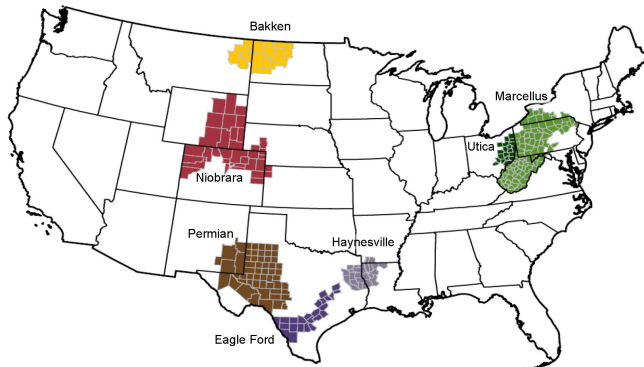 Bakken
Marcellus
Utica
Niobrara
Permian
Haynesville
Eagle Ford